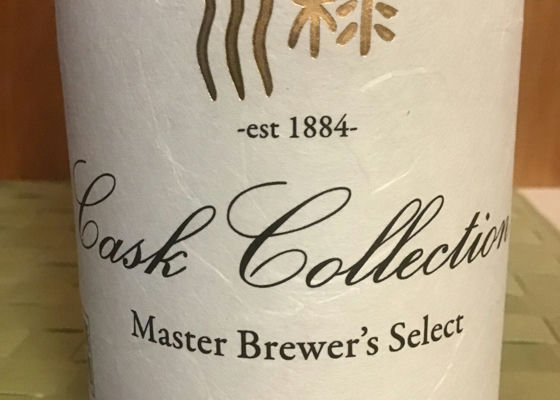 -est 1884-
Cask Collection
Master Brewer's Select